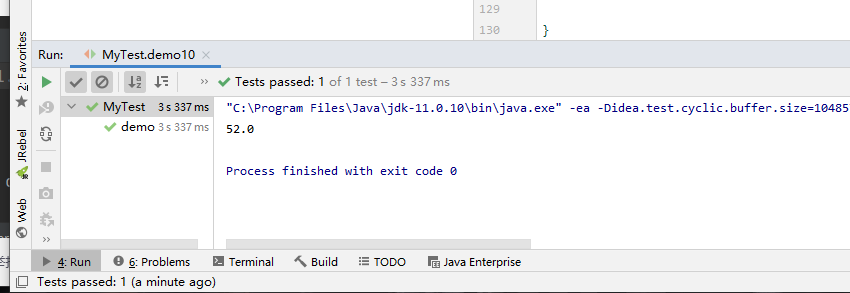 129
130 }
Run: MyTest.demo10
Tests passed: 1 of 1 test – 3 s 337 ms
MyTest 3 s 337 ms
demo 3 s 337 ms
"C:\Program Files\Java\jdk-11.0.10\bin\java.exe" -ea -Didea.test.cyclic.buffer.size=10485
52.0
Process finished with exit code 0
2: Favorites
JRebel
Web
4: Run 6: Problems Terminal Build TODO Java Enterprise
Tests passed: 1 (a minute ago)